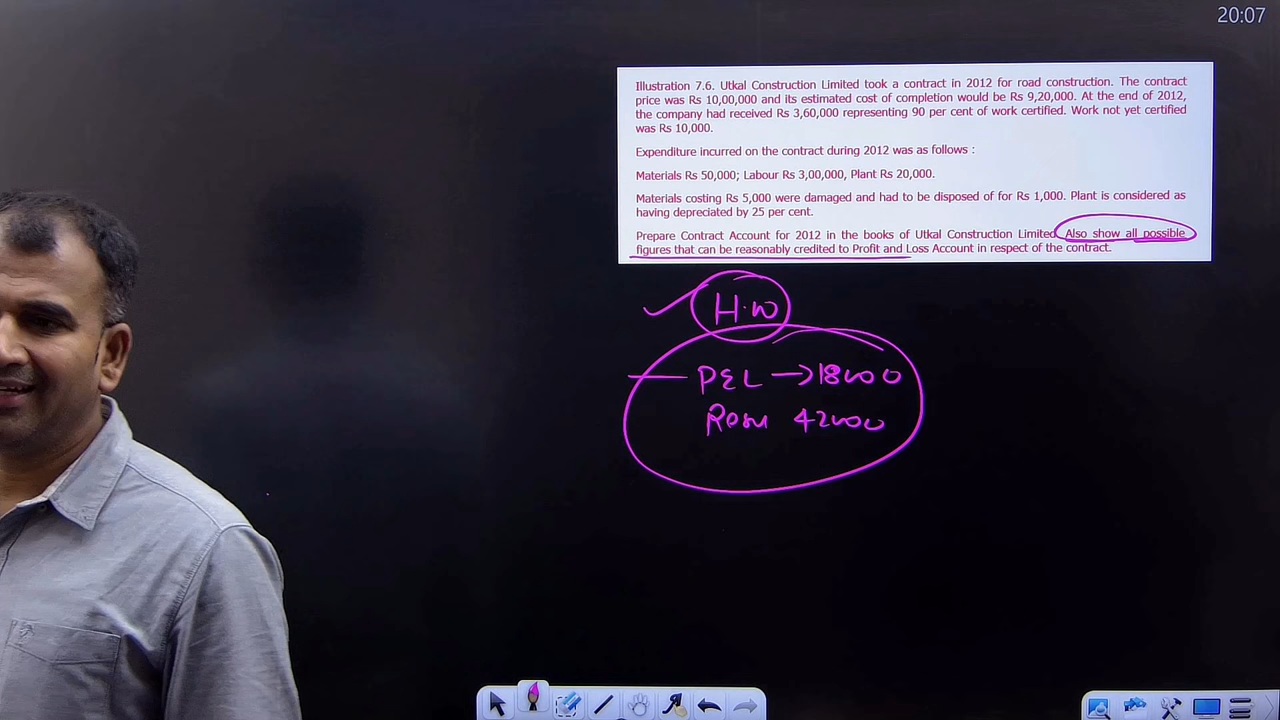 20:07
Illustration 7.6. Utkal Construction Limited took a contract in 2012 for road construction. The contract
price was Rs 10,00,000 and its estimated cost of completion would be Rs 9,20,000. At the end of 2012,
the company had received Rs 3,60,000 representing 90 per cent of work certified. Work not yet certified
was Rs 10,000.
Expenditure incurred on the contract during 2012 was as follows :
Materials Rs 50,000; Labour Rs 3,00,000, Plant Rs 20,000.
Materials costing Rs 5,000 were damaged and had to be disposed of for Rs 1,000. Plant is considered as
having depreciated by 25 per cent.
Prepare Contract Account for 2012 in the books of Utkal Construction Limited. Also show all possible
figures that can be reasonably credited to Profit and Loss Account in respect of the contract.
H.W
P&L → 18000
42000